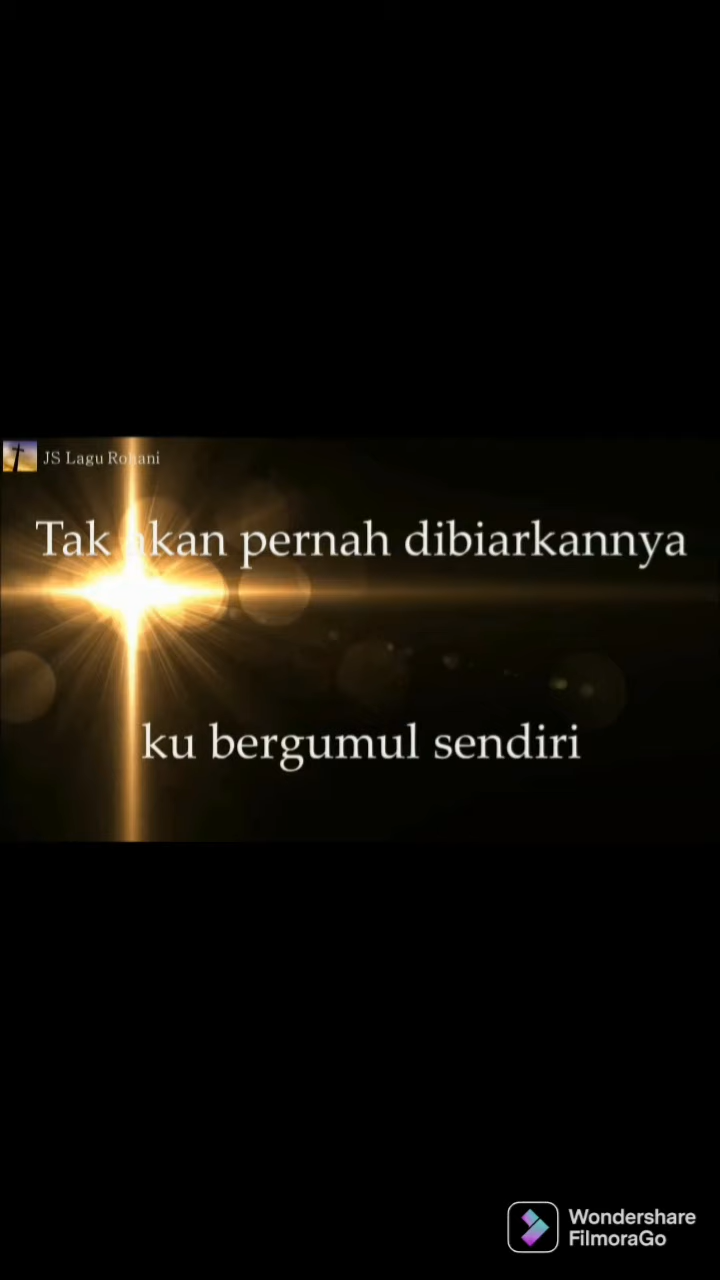 JS Lagu Rohani
Tak akan pernah dibiarkannya
ku bergumul sendiri
Wondershare
FilmoraGo